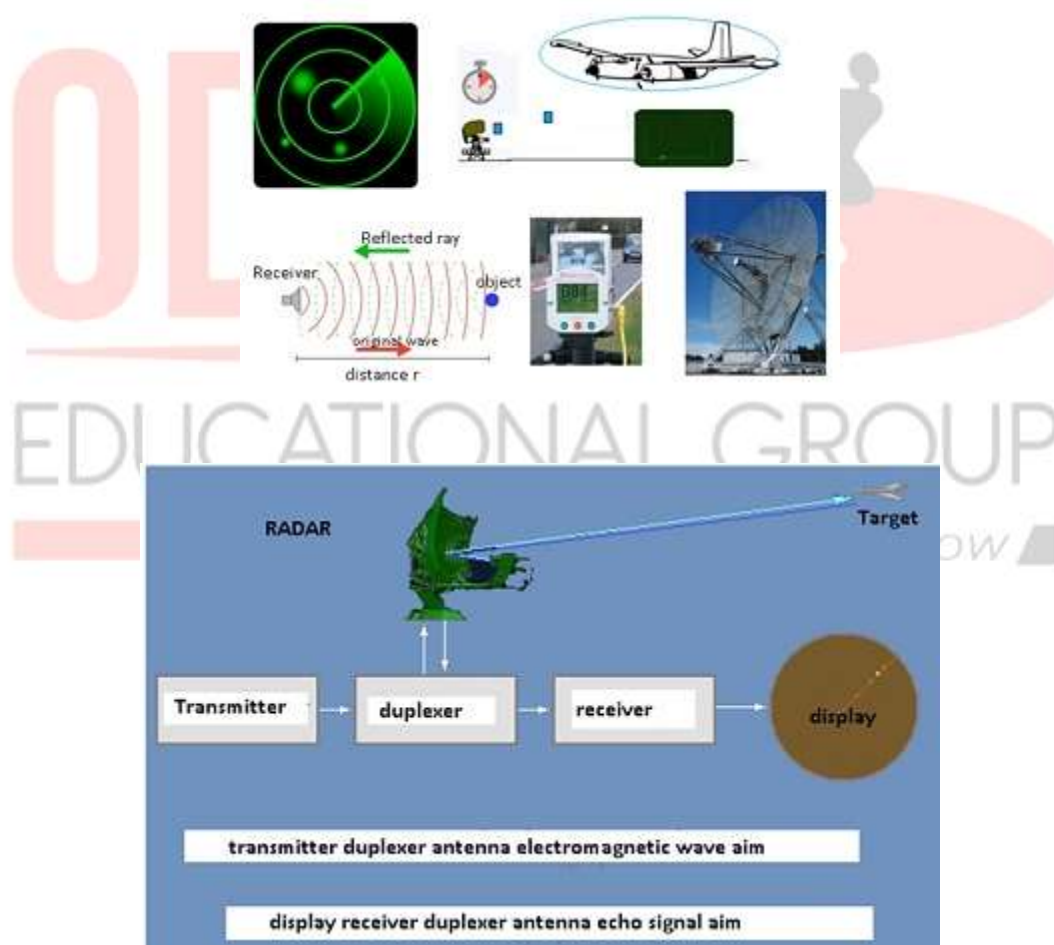 Reflected ray
Receiver
object
original wave
distance r
EDUCATIONAL GROUP
RADAR
Target
Transmitter
duplexer
receiver
display
transmitter duplexer antenna electromagnetic wave aim
display receiver duplexer antenna echo signal aim